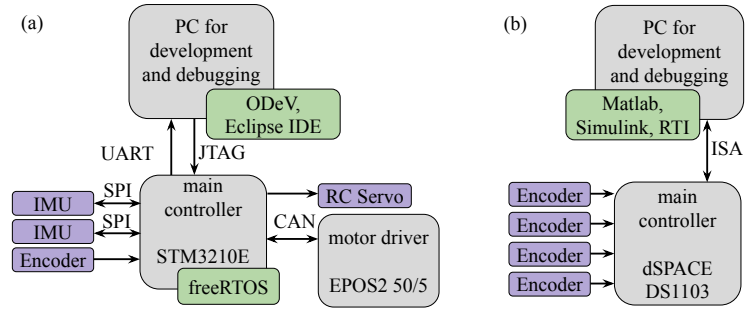 (a)
PC for
development
and debugging
ODeV,
Eclipse IDE
UART
JTAG
SPI
IMU
SPI
IMU
Encoder
main
controller
STM3210E
freeRTOS
RC Servo
CAN
motor driver
EPOS2 50/5
(b)
PC for
development
and debugging
Matlab,
Simulink, RTI
ISA
Encoder
Encoder
Encoder
Encoder
main
controller
dSPACE
DS1103